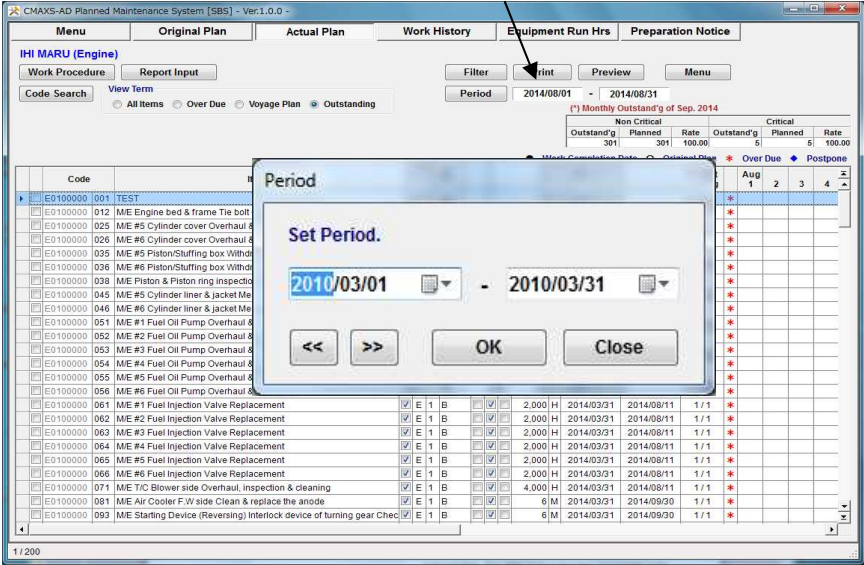 CMAXS-AD Planned Maintenance System [SBS] - Ver.1.0.0 -
Menu Original Plan Actual Plan Work History Equipment Run Hrs Preparation Notice
IHI MARU (Engine)
Work Procedure Report Input Filter Print Preview Menu
Code Search View Term All Items Over Due Voyage Plan Outstanding Period 2014/08/01 - 2014/08/31
(*) Monthly Outstand'g of Sep. 2014
Non Critical Critical
Outstand'g Planned Rate Outstand'g Planned Rate
301 301 100.00 5 5 100.00
Work Completion Date Original Plan * Over Due ◆ Postpone
Code Aug 1 2 3 4
E0100000 001 TEST *
E0100000 012 M/E Engine bed & frame Tie bolt *
E0100000 025 M/E #5 Cylinder cover Overhaul & *
E0100000 026 M/E #6 Cylinder cover Overhaul & *
E0100000 035 M/E #5 Piston/Stuffing box Withdr *
E0100000 036 M/E #6 Piston/Stuffing box Withdr *
E0100000 038 M/E Piston & Piston ring inspectio *
E0100000 045 M/E #5 Cylinder liner & jacket Me *
E0100000 046 M/E #6 Cylinder liner & jacket Me *
E0100000 051 M/E #1 Fuel Oil Pump Overhaul & *
E0100000 052 M/E #2 Fuel Oil Pump Overhaul & *
E0100000 053 M/E #3 Fuel Oil Pump Overhaul & *
E0100000 054 M/E #4 Fuel Oil Pump Overhaul & *
E0100000 055 M/E #5 Fuel Oil Pump Overhaul & *
E0100000 056 M/E #6 Fuel Oil Pump Overhaul & *
E0100000 061 M/E #1 Fuel Injection Valve Replacement E 1 B 2,000 H 2014/03/31 2014/08/11 1 / 1 *
E0100000 062 M/E #2 Fuel Injection Valve Replacement E 1 B 2,000 H 2014/03/31 2014/08/11 1 / 1 *
E0100000 063 M/E #3 Fuel Injection Valve Replacement E 1 B 2,000 H 2014/03/31 2014/08/11 1 / 1 *
E0100000 064 M/E #4 Fuel Injection Valve Replacement E 1 B 2,000 H 2014/03/31 2014/08/11 1 / 1 *
E0100000 065 M/E #5 Fuel Injection Valve Replacement E 1 B 2,000 H 2014/03/31 2014/08/11 1 / 1 *
E0100000 066 M/E #6 Fuel Injection Valve Replacement E 1 B 2,000 H 2014/03/31 2014/08/11 1 / 1 *
E0100000 071 M/E T/C Blower side Overhaul, inspection & cleaning E 1 B 4,000 H 2014/03/31 2014/08/11 1 / 1 *
E0100000 081 M/E Air Cooler F.W side Clean & replace the anode E 1 B 6 M 2014/03/31 2014/09/30 1 / 1 *
E0100000 093 M/E Starting Device (Reversing) Interlock device of turning gear Chec E 1 B 6 M 2014/03/31 2014/09/30 1 / 1 *
1 / 200
Period
Set Period.
2010/03/01 - 2010/03/31
<< >> OK Close